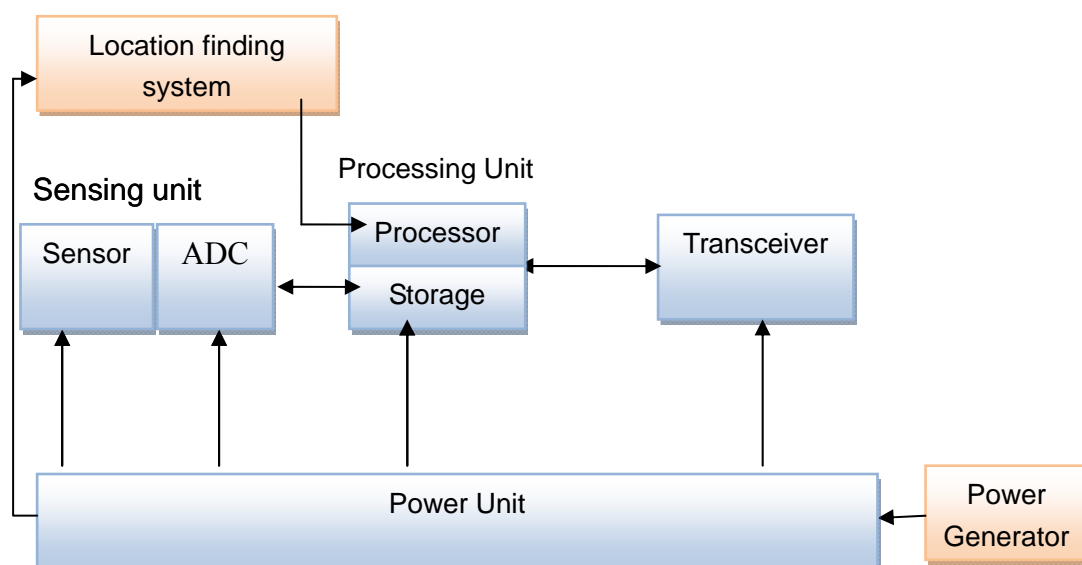 Location finding
system
Processing Unit
Sensing unit
Sensor
ADC
Processor
Storage
Transceiver
Power Unit
Power
Generator